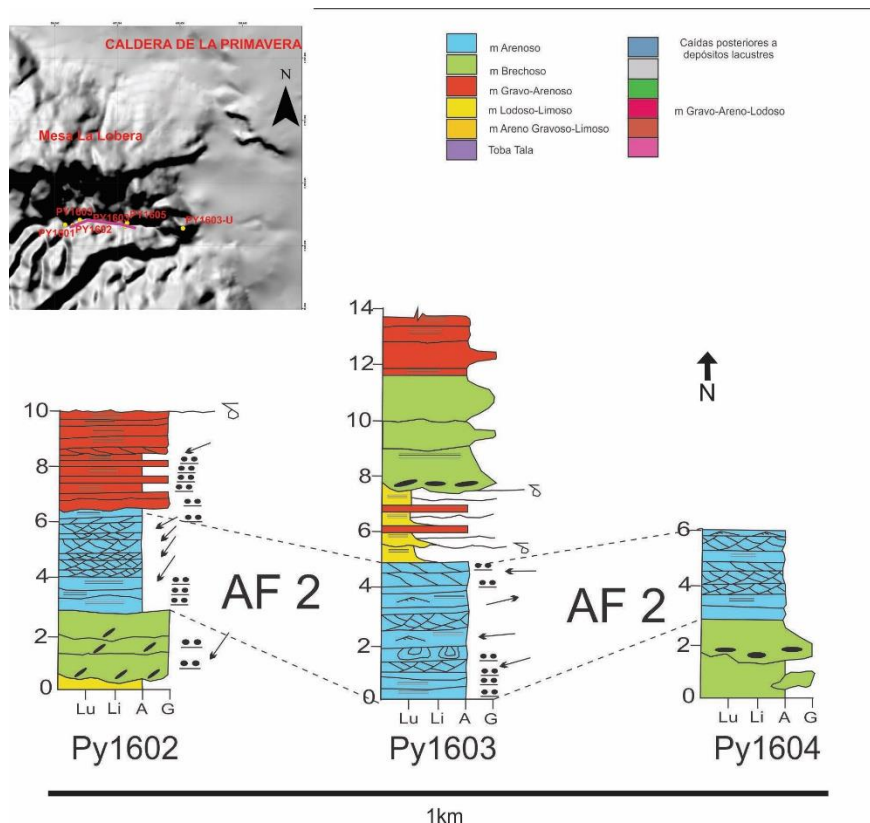 CALDERA DE LA PRIMAVERA
N
Mesa La Lobera
PY1603
PY1603
PY1605
PY1603-U
PY1601
PY1602
m Arenoso
m Brechoso
m Gravo-Arenoso
m Lodoso-Limoso
m Areno Gravoso-Limoso
Toba Tala
Caídas posteriores a
depósitos lacustres
m Gravo-Areno-Lodoso
N
10
8
6
4
2
0
Lu Li A G
Py1602
AF 2
14
12
10
8
6
4
2
0
Lu Li A G
Py1603
AF 2
6
4
2
0
Lu Li A G
Py1604
1km